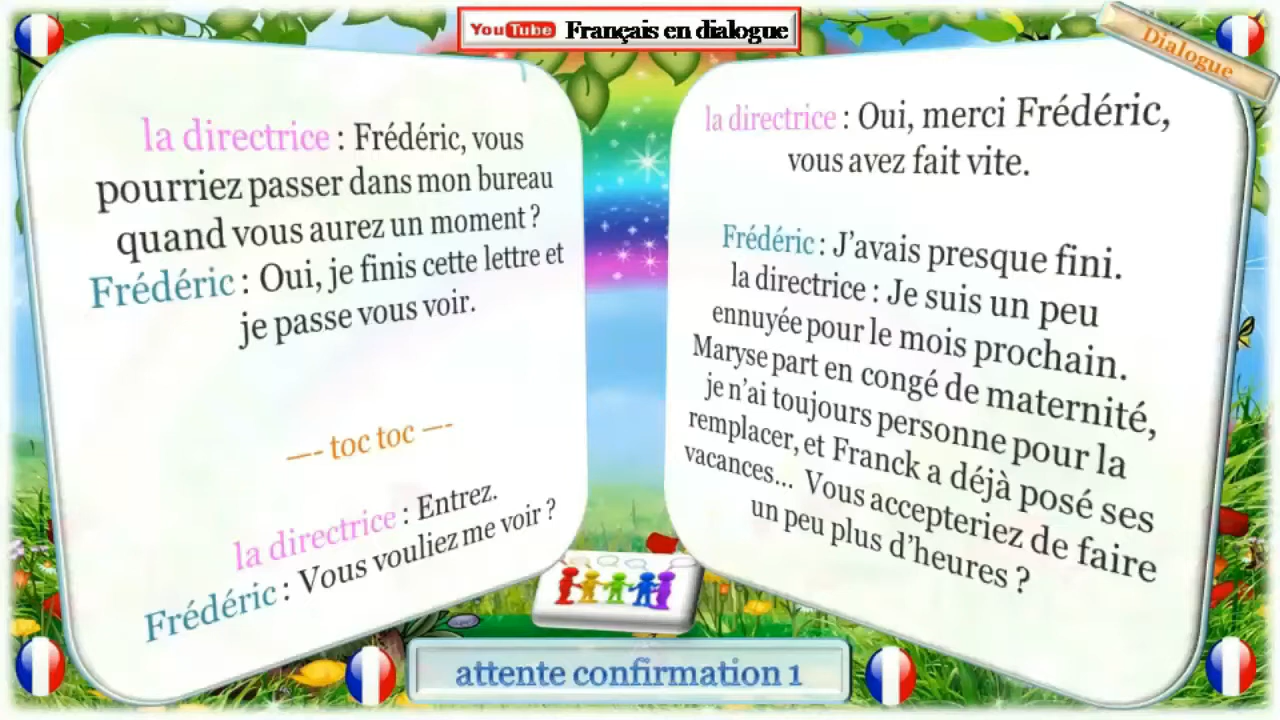 YouTube Français en dialogue
Dialogue
la directrice : Frédéric, vous
pourriez passer dans mon bureau
quand vous aurez un moment ?
Frédéric : Oui, je finis cette lettre et
je passe vous voir.
—- toc toc —-
la directrice : Entrez.
Frédéric : Vous vouliez me voir ?
la directrice : Oui, merci Frédéric,
vous avez fait vite.
Frédéric : J’avais presque fini.
la directrice : Je suis un peu
ennuyée pour le mois prochain.
Maryse part en congé de maternité,
je n’ai toujours personne pour la
remplacer, et Franck a déjà posé ses
vacances... Vous accepteriez de faire
un peu plus d’heures ?
attente confirmation 1